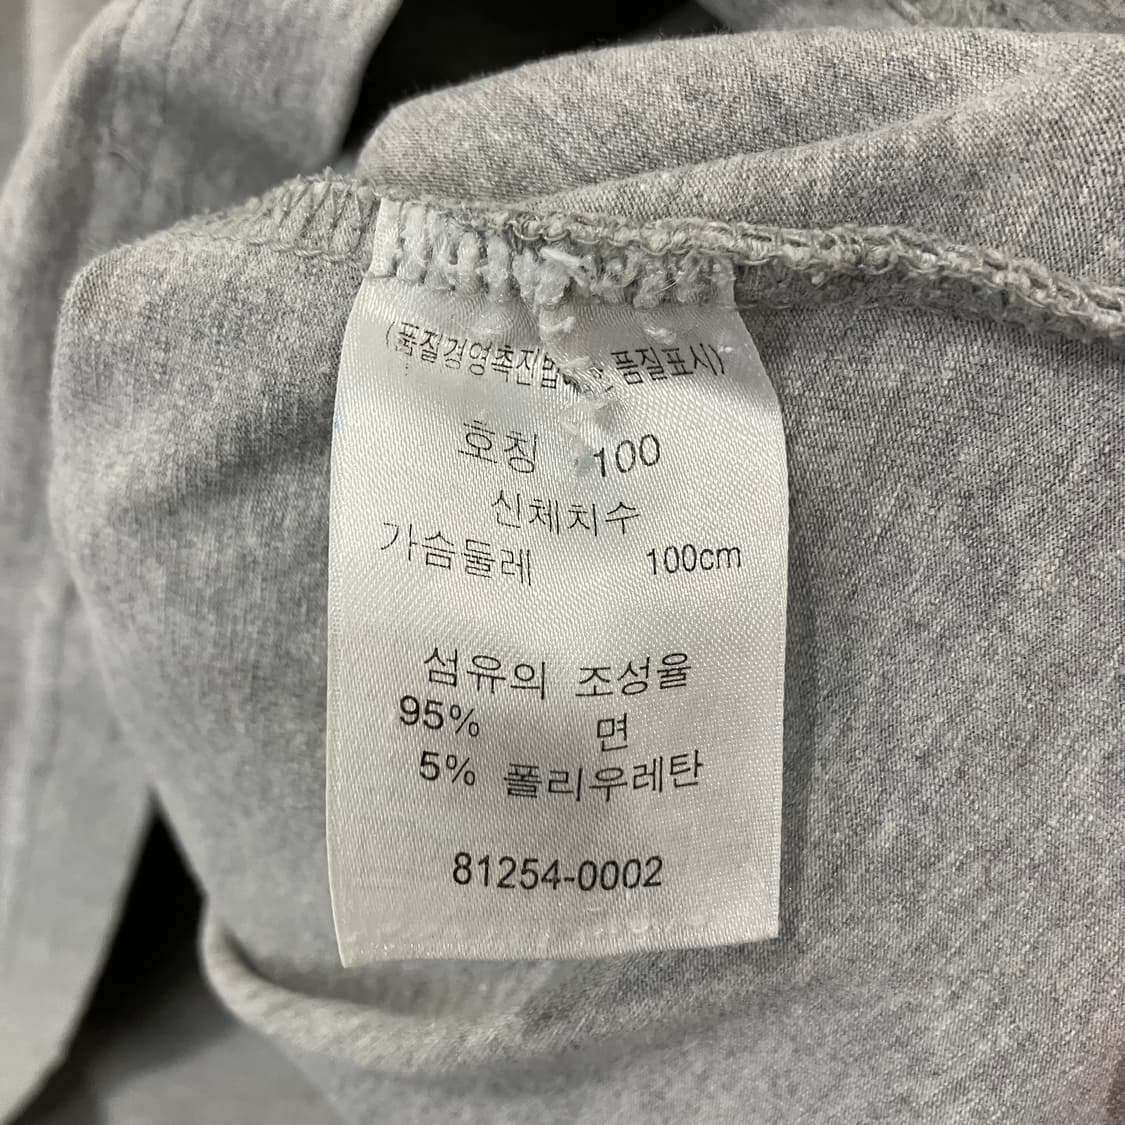 (품질경영촉진법 품질표시)
호칭 100
신체치수
가슴둘레 100cm
섬유의 조성율
95% 면
5% 폴리우레탄
81254-0002